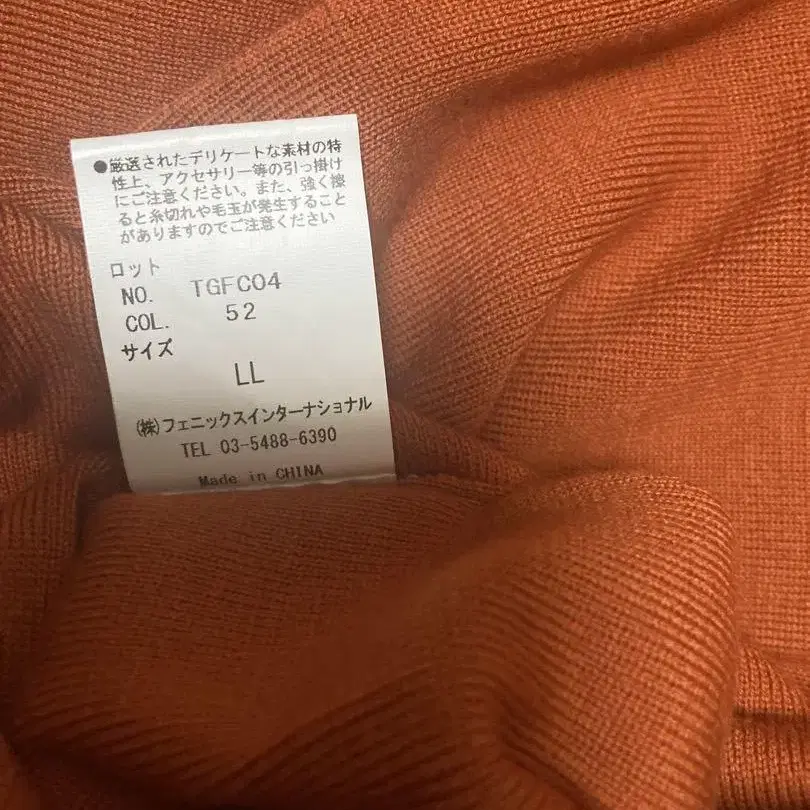 ●厳選されたデリケートな素材の特
性上、アクセサリー等の引っ掛け
にご注意ください。また、強く擦
ると糸切れや毛玉が発生すること
がありますのでご注意ください
ロット
NO. TGFC04
COL. 52
サイズ
LL
㈱フェニックスインターナショナル
TEL 03-5488-6390
Made in CHINA